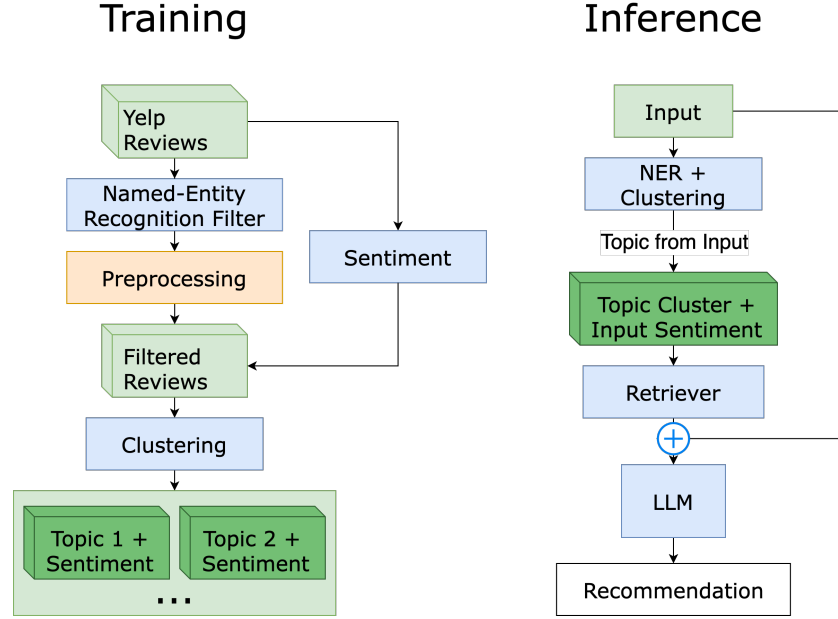 Training
Yelp
Reviews
Named-Entity
Recognition Filter
Preprocessing
Sentiment
Filtered
Reviews
Clustering
Topic 1 +
Sentiment
Topic 2 +
Sentiment
...
Inference
Input
NER +
Clustering
Topic from Input
Topic Cluster +
Input Sentiment
Retriever
+
LLM
Recommendation